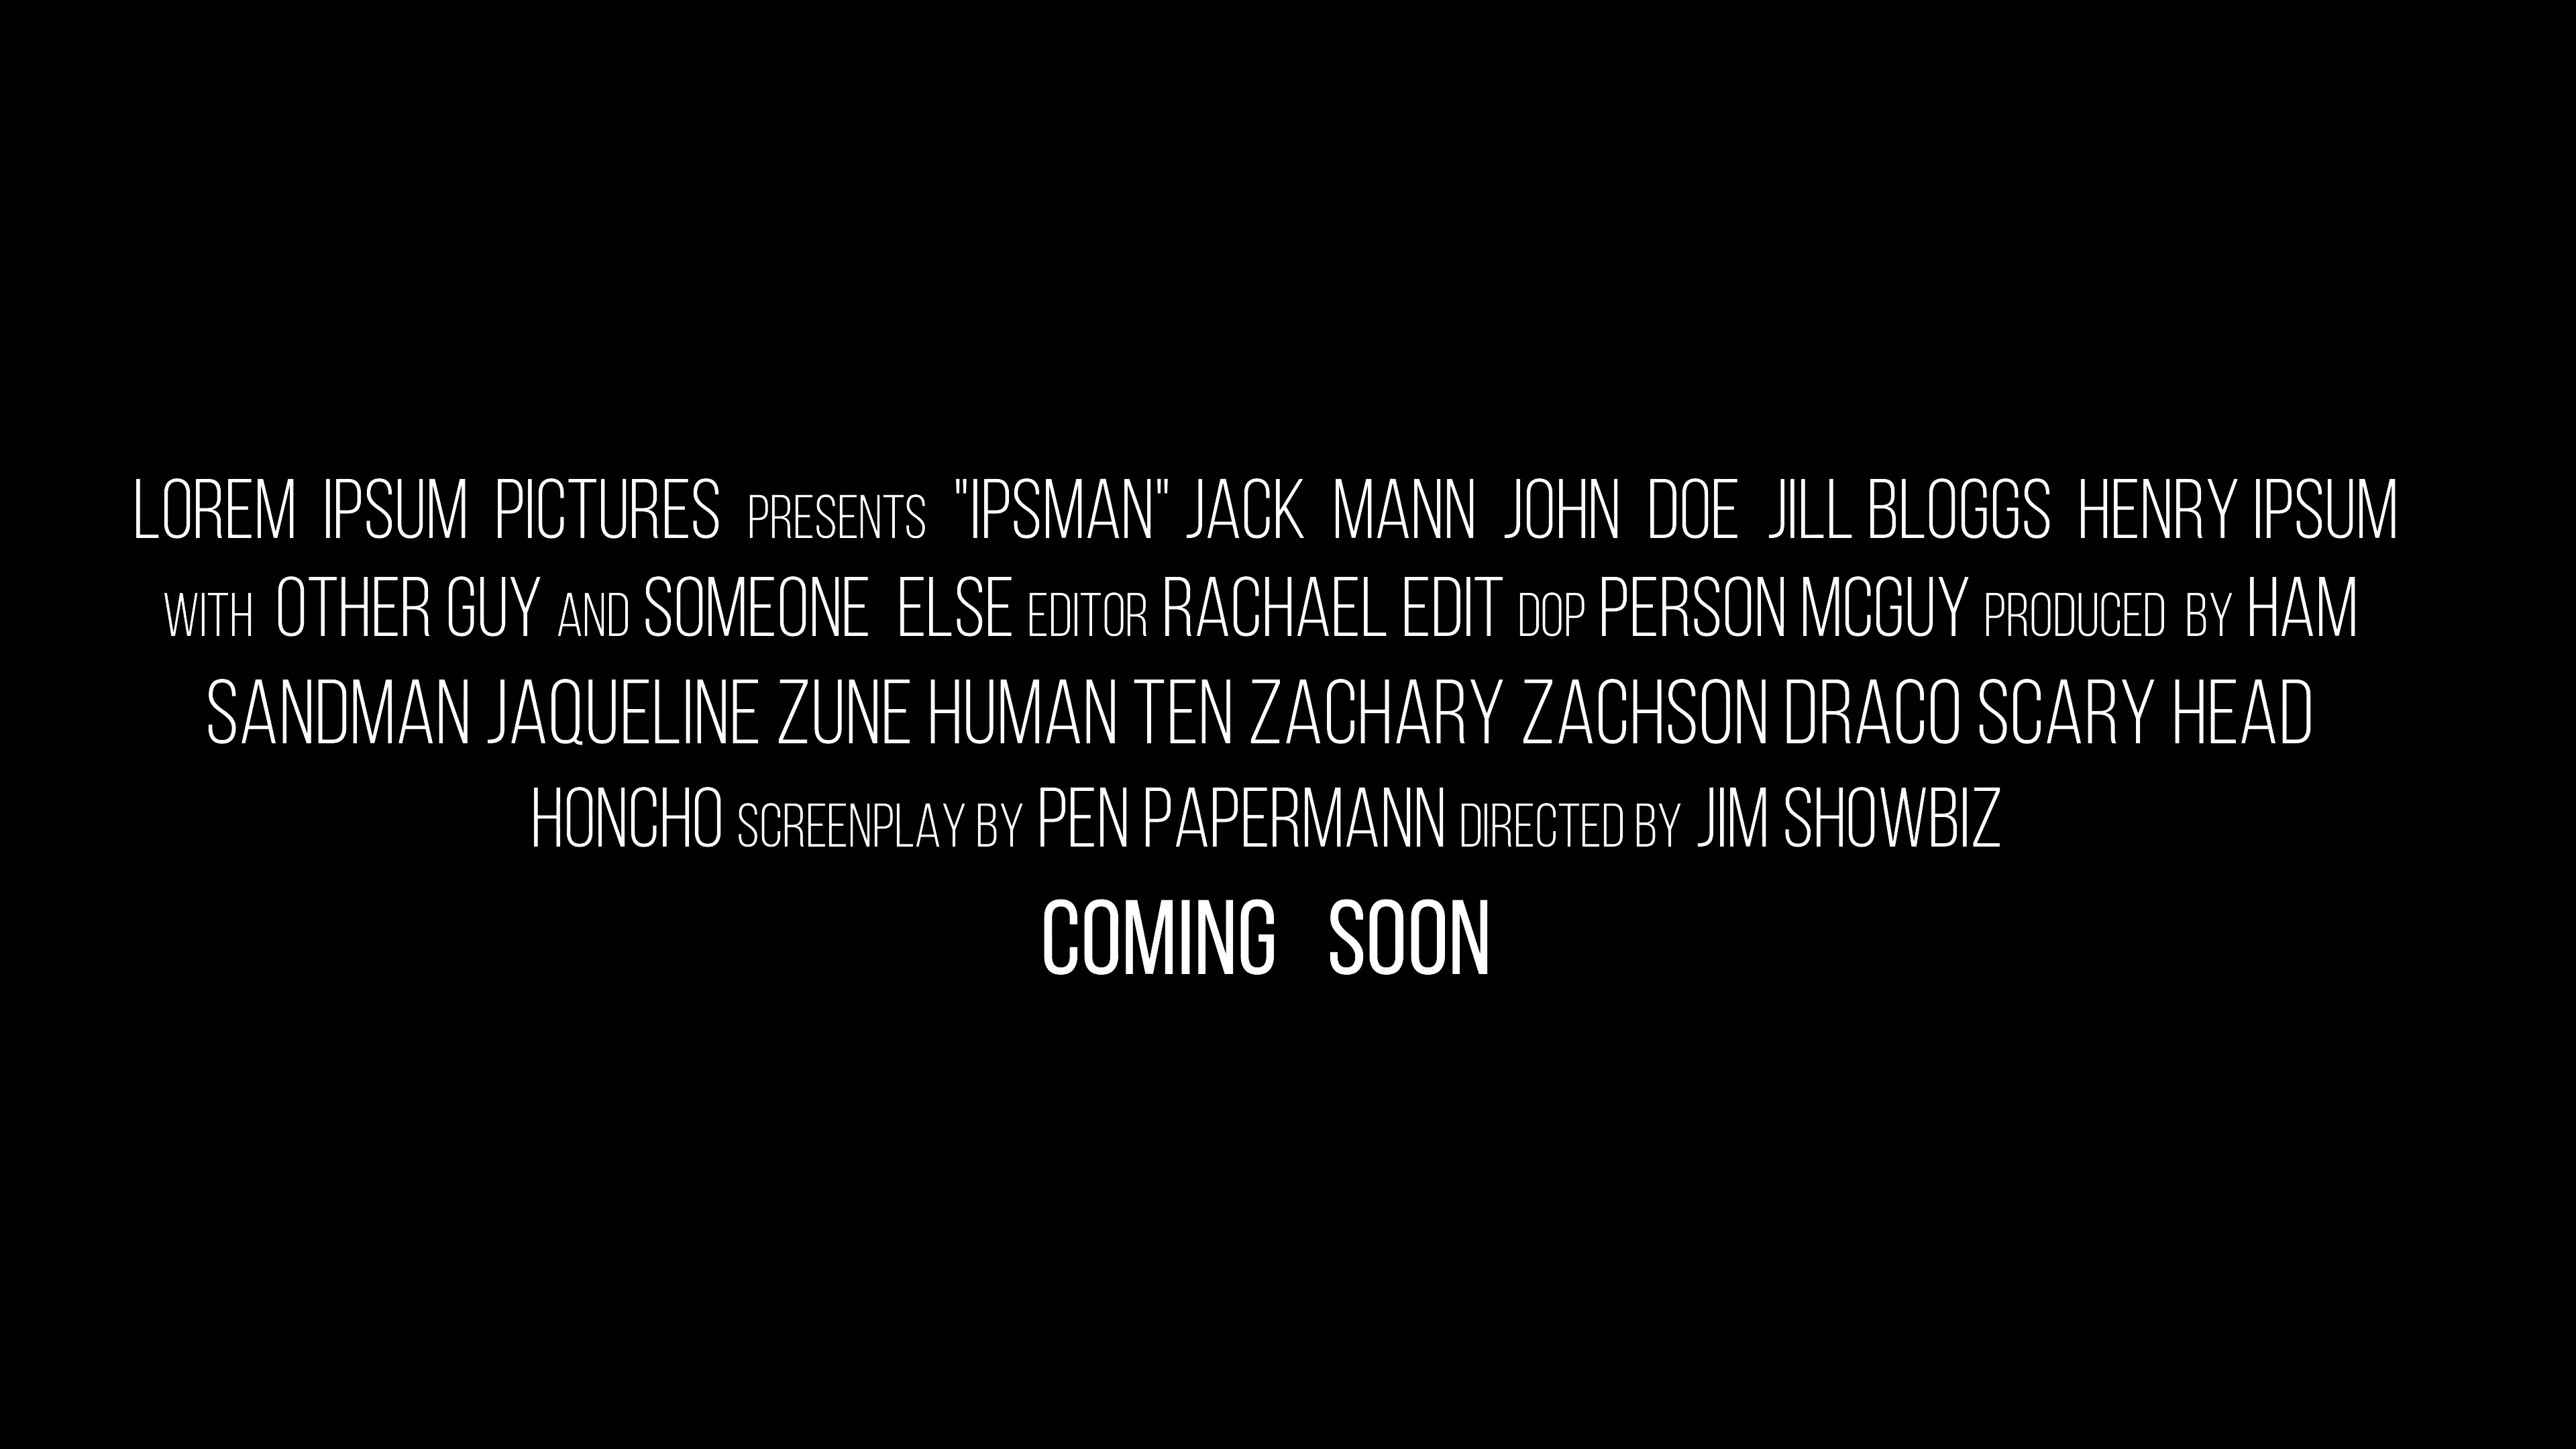 LOREM IPSUM PICTURES PRESENTS "IPSMAN" JACK MANN JOHN DOE JILL BLOGGS HENRY IPSUM
WITH OTHER GUY AND SOMEONE ELSE EDITOR RACHAEL EDIT DOP PERSON MCGUY PRODUCED BY HAM
SANDMAN JAQUELINE ZUNE HUMAN TEN ZACHARY ZACHSON DRACO SCARY HEAD
HONCHO SCREENPLAY BY PEN PAPERMANN DIRECTED BY JIM SHOWBIZ
COMING SOON